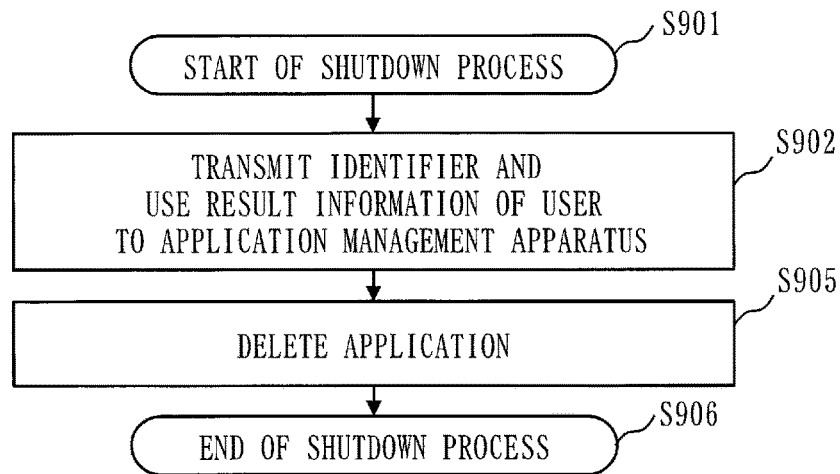 S901
START OF SHUTDOWN PROCESS
S902
TRANSMIT IDENTIFIER AND
USE RESULT INFORMATION OF USER
TO APPLICATION MANAGEMENT APPARATUS
S905
DELETE APPLICATION
S906
END OF SHUTDOWN PROCESS